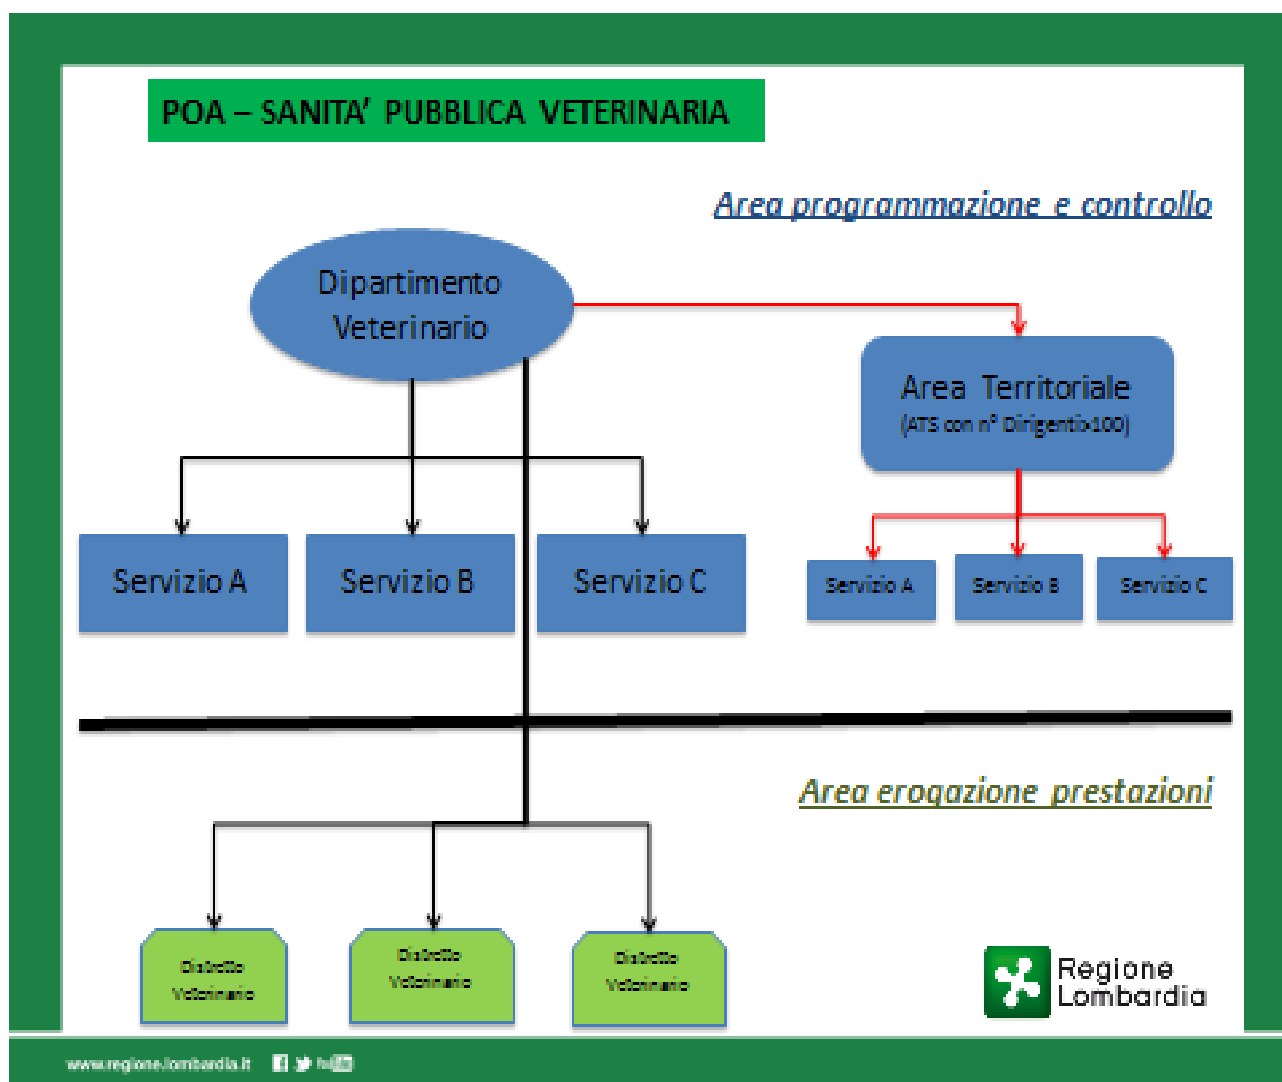 POA – SANITA’ PUBBLICA VETERINARIA
Area programmazione e controllo
Dipartimento
Veterinario
Area Territoriale
(ATS con n° Dirigenti>100)
Servizio A
Servizio B
Servizio C
Servizio A
Servizio B
Servizio C
Area erogazione prestazioni
Distretto
Veterinario
Distretto
Veterinario
Distretto
Veterinario
Regione
Lombardia
www.regione.lombardia.it